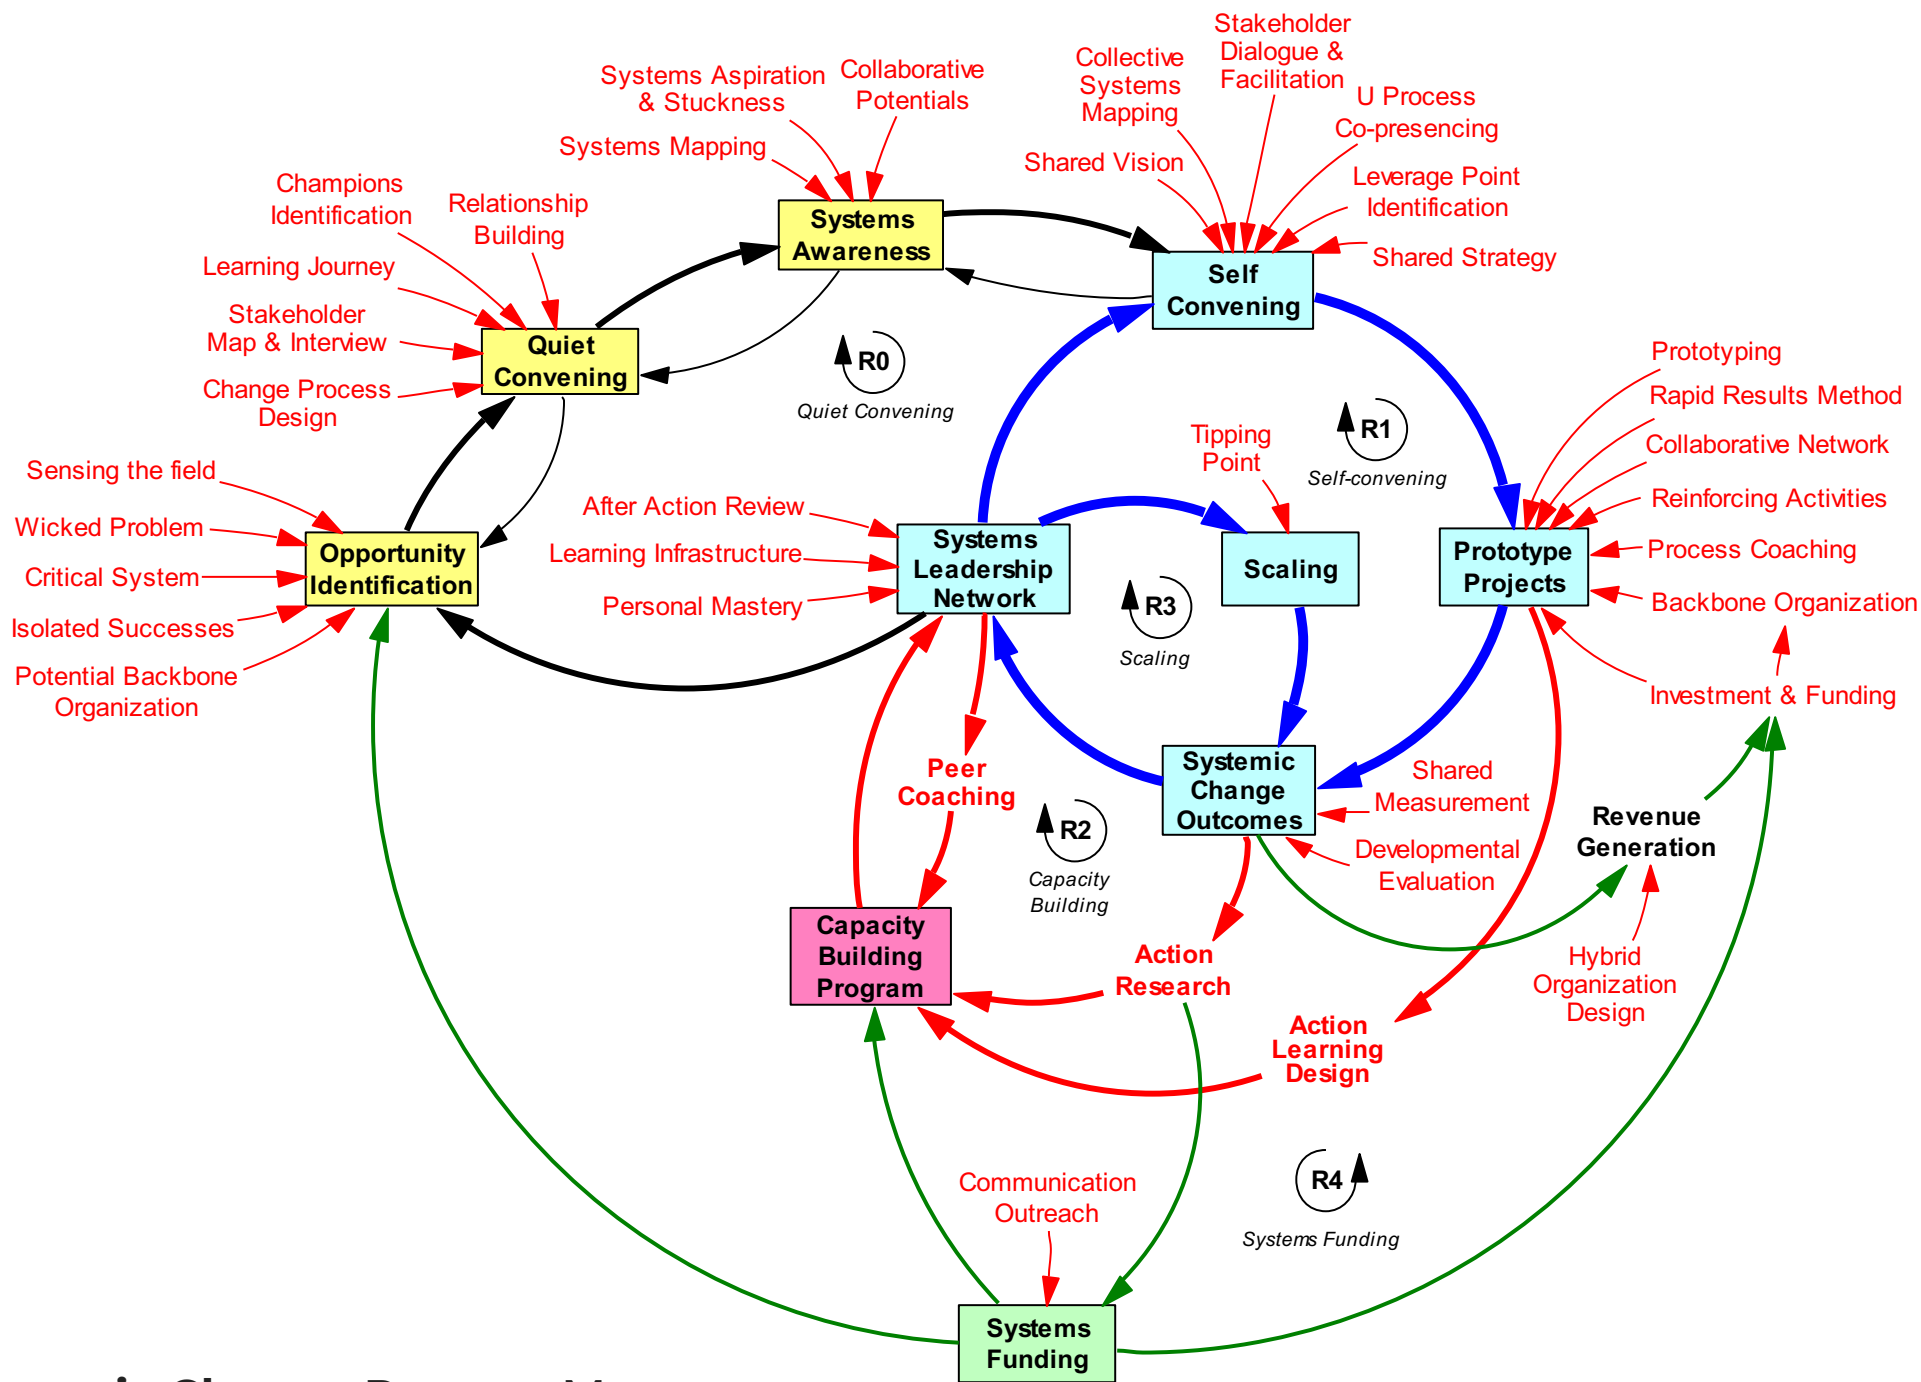 Stakeholder
Dialogue &
Facilitation
Collective
Systems
Mapping
Systems Aspiration
& Stuckness
Collaborative
Potentials
U Process
Co-presencing
Systems Mapping
Shared Vision
Leverage Point
Identification
Shared Strategy
Champions
Identification
Relationship
Building
Systems
Awareness
Self
Convening
Learning Journey
Stakeholder
Map & Interview
Change Process
Design
Quiet
Convening
R0
Quiet Convening
R1
Self-convening
Prototyping
Rapid Results Method
Collaborative Network
Reinforcing Activities
Process Coaching
Backbone Organization
Investment & Funding
Tipping
Point
Sensing the field
Wicked Problem
Critical System
Isolated Successes
Potential Backbone
Organization
Opportunity
Identification
After Action Review
Learning Infrastructure
Personal Mastery
Systems
Leadership
Network
Scaling
Prototype
Projects
R3
Scaling
Peer
Coaching
Systemic
Change
Outcomes
Shared
Measurement
Developmental
Evaluation
Revenue
Generation
R2
Capacity
Building
Capacity
Building
Program
Action
Research
Hybrid
Organization
Design
Action
Learning
Design
Communication
Outreach
R4
Systems Funding
Systems
Funding